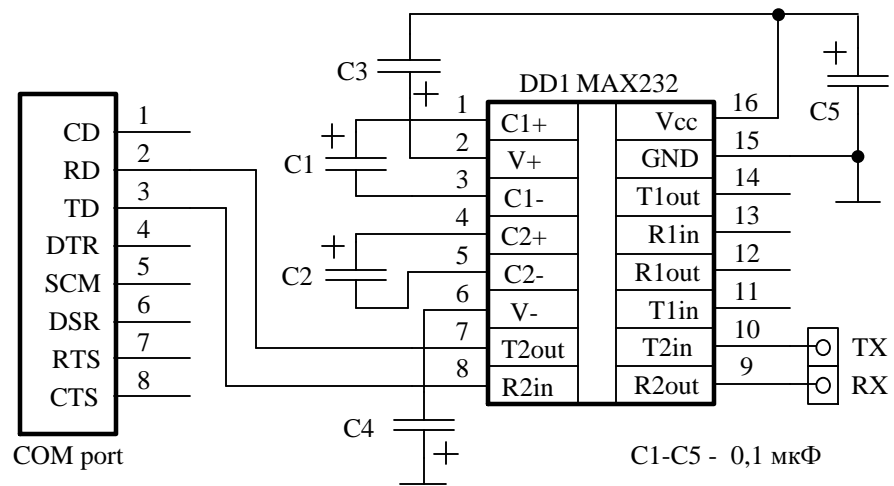 C3
DD1 MAX232
C1
C5
C2
C4
1
CD
2
RD
3
TD
4
DTR
5
SCM
6
DSR
7
RTS
8
CTS
COM port
1
C1+
2
V+
3
C1-
4
C2+
5
C2-
6
V-
7
T2out
8
R2in
16
Vcc
15
GND
14
T1out
13
R1in
12
R1out
11
T1in
10
T2in
9
R2out
TX
RX
C1-C5 - 0,1 мкФ